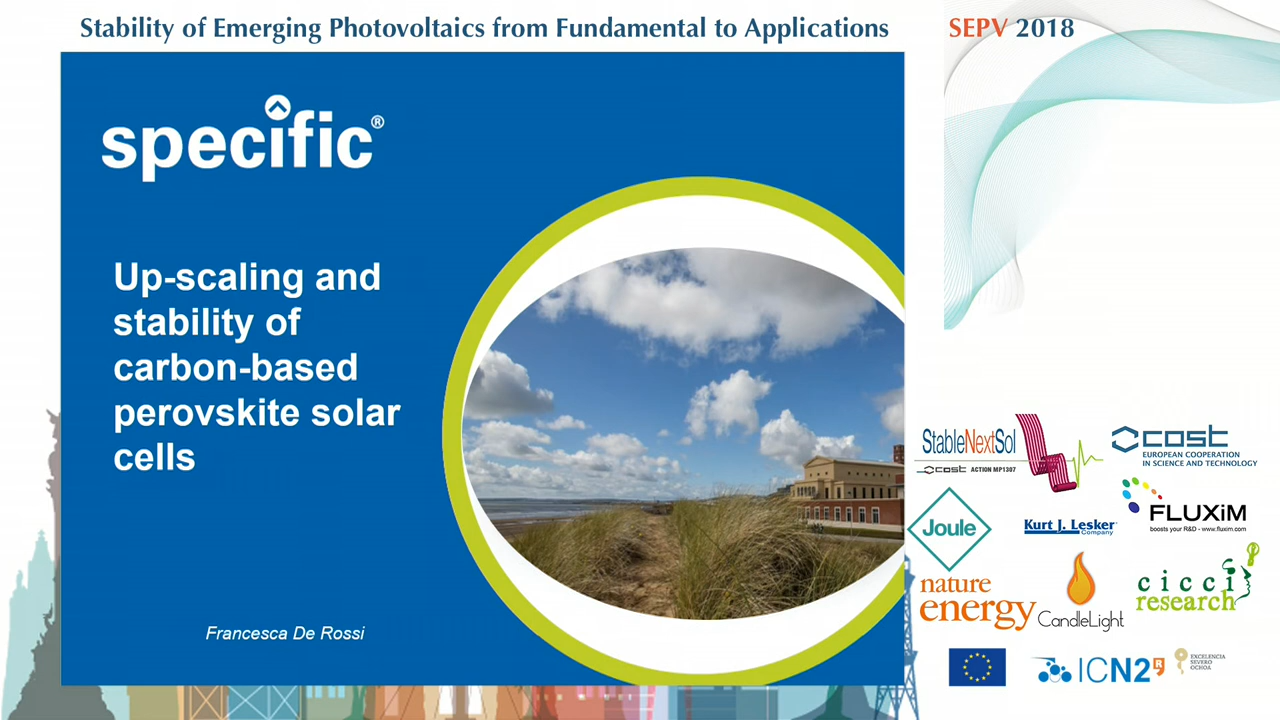 Stability of Emerging Photovoltaics from Fundamental to Applications
SEPV 2018
specific®
Up-scaling and
stability of
carbon-based
perovskite solar
cells
Francesca De Rossi
StableNextSol
cost ACTION MP1307
cost
EUROPEAN COOPERATION
IN SCIENCE AND TECHNOLOGY
Joule
Kurt J. Lesker
Company
FLUXiM
boosts your R&D - www.fluxim.com
nature
energy
CandleLight
cicci
research
ICN2R
EXCELENCIA
SEVERO
OCHOA